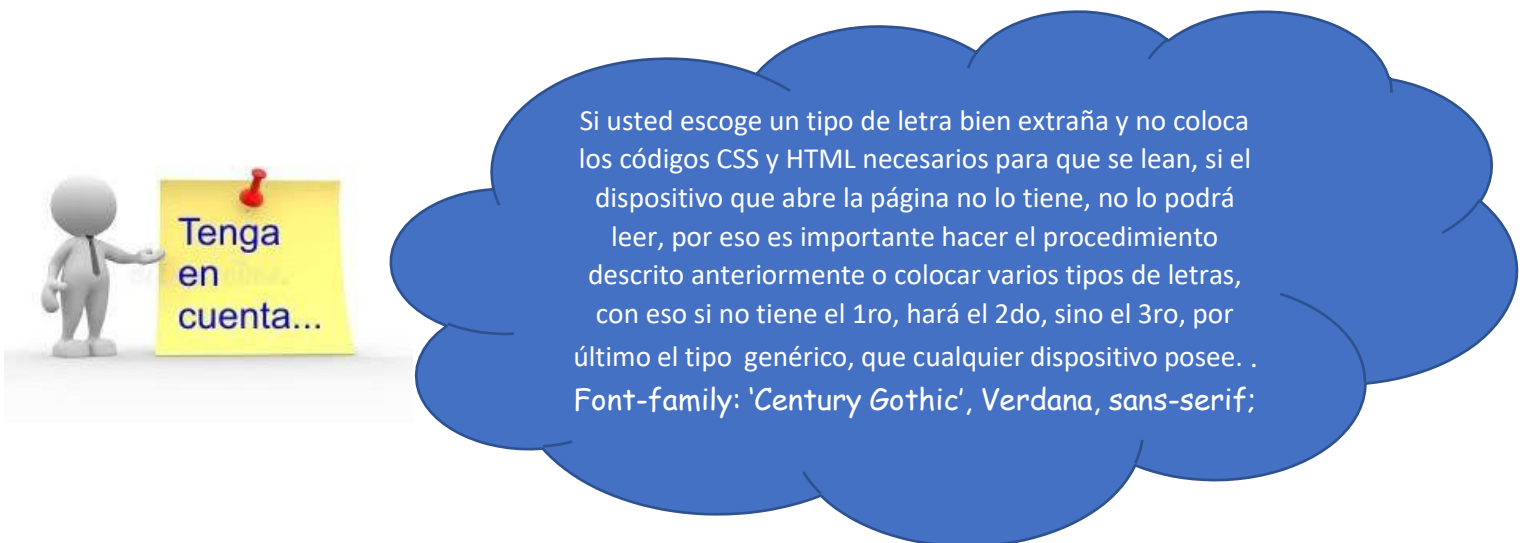 Tenga
en
cuenta...
Si usted escoge un tipo de letra bien extraña y no coloca
los códigos CSS y HTML necesarios para que se lean, si el
dispositivo que abre la página no lo tiene, no lo podrá
leer, por eso es importante hacer el procedimiento
descrito anteriormente o colocar varios tipos de letras,
con eso si no tiene el 1ro, hará el 2do, sino el 3ro, por
último el tipo genérico, que cualquier dispositivo posee. .
Font-family: ‘Century Gothic’, Verdana, sans-serif;